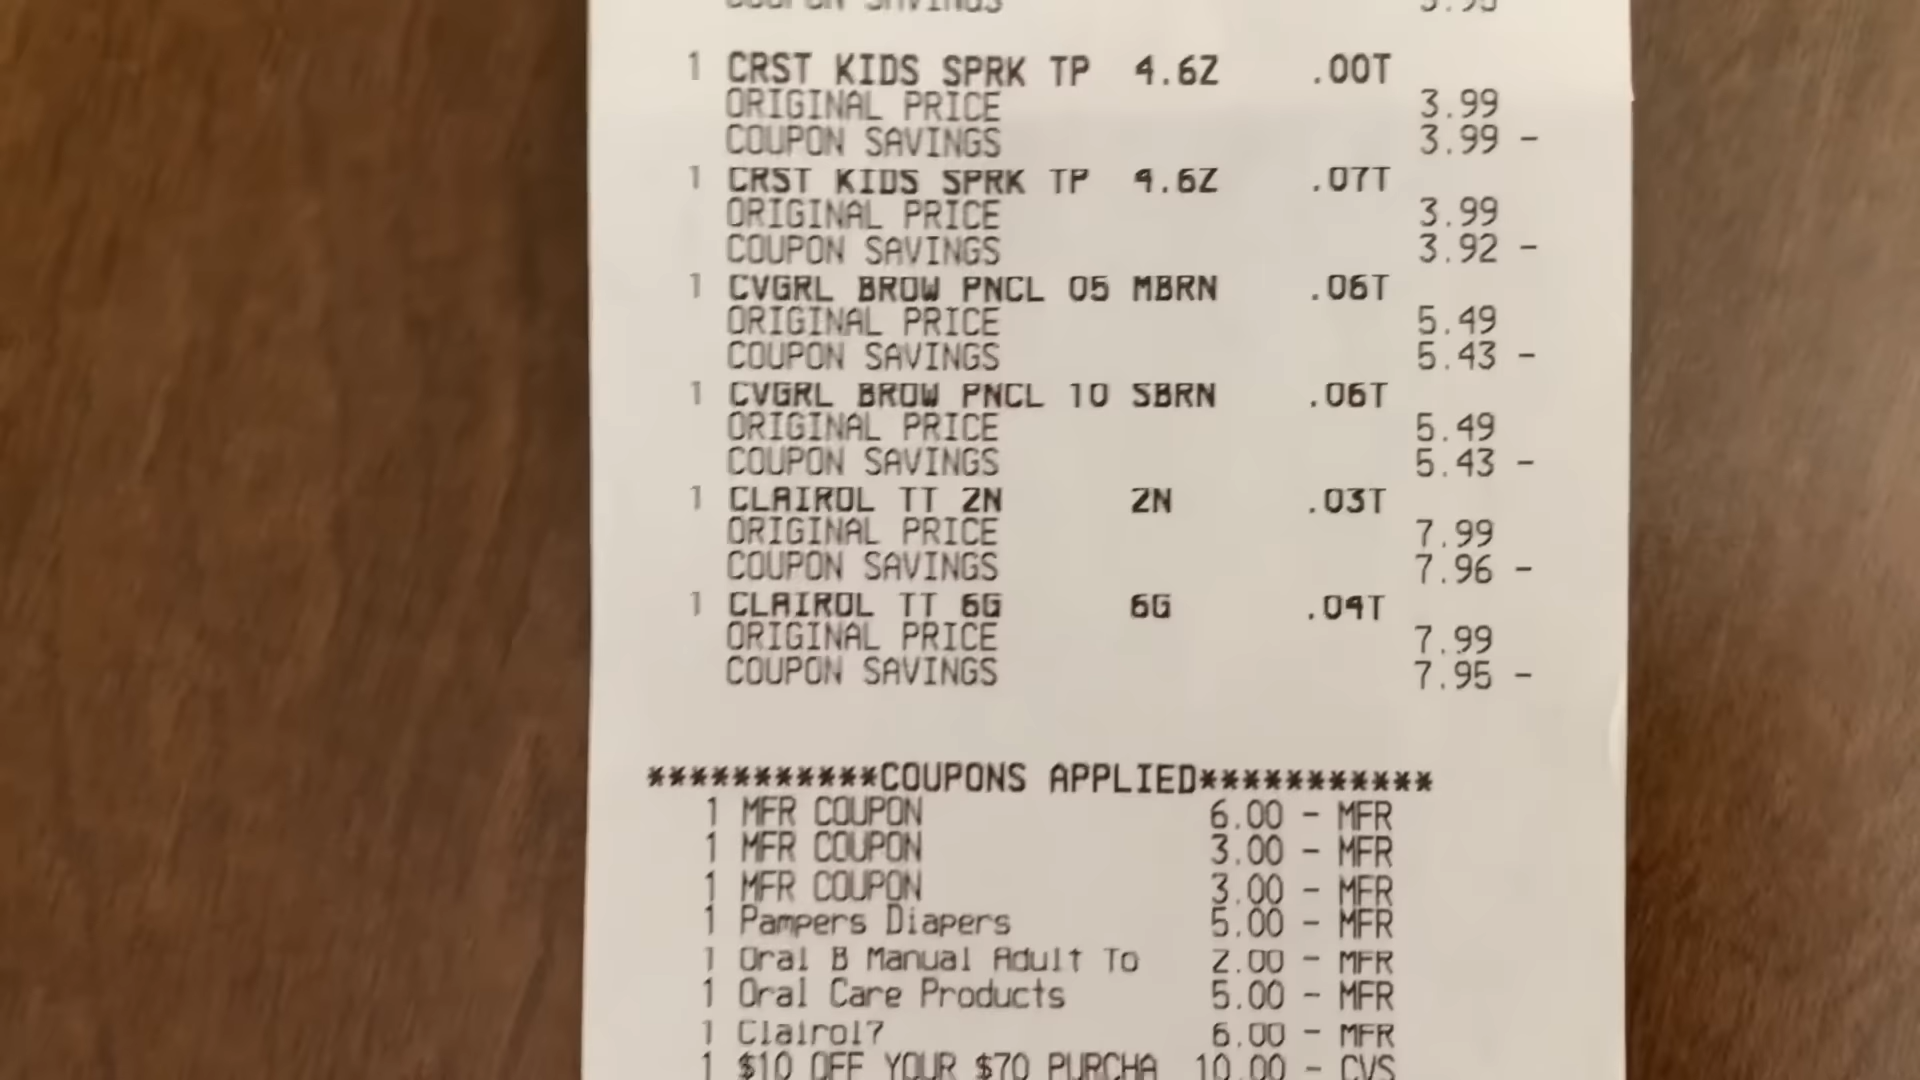 COUPON SAVINGS 3.95
1 CRST KIDS SPRK TP 4.6Z .00T
ORIGINAL PRICE 3.99
COUPON SAVINGS 3.99 -
1 CRST KIDS SPRK TP 4.6Z .07T
ORIGINAL PRICE 3.99
COUPON SAVINGS 3.92 -
1 CVGRL BROW PNCL 05 MBRN .06T
ORIGINAL PRICE 5.49
COUPON SAVINGS 5.43 -
1 CVGRL BROW PNCL 10 SBRN .06T
ORIGINAL PRICE 5.49
COUPON SAVINGS 5.43 -
1 CLAIROL TT 2N 2N .03T
ORIGINAL PRICE 7.99
COUPON SAVINGS 7.96 -
1 CLAIROL TT 6G 6G .04T
ORIGINAL PRICE 7.99
COUPON SAVINGS 7.95 -
***********COUPONS APPLIED***********
1 MFR COUPON 6.00 - MFR
1 MFR COUPON 3.00 - MFR
1 MFR COUPON 3.00 - MFR
1 Pampers Diapers 5.00 - MFR
1 Oral B Manual Adult To 2.00 - MFR
1 Oral Care Products 5.00 - MFR
1 Clairol? 6.00 - MFR
1 $10 OFF YOUR $70 PURCHA 10.00 - CVS